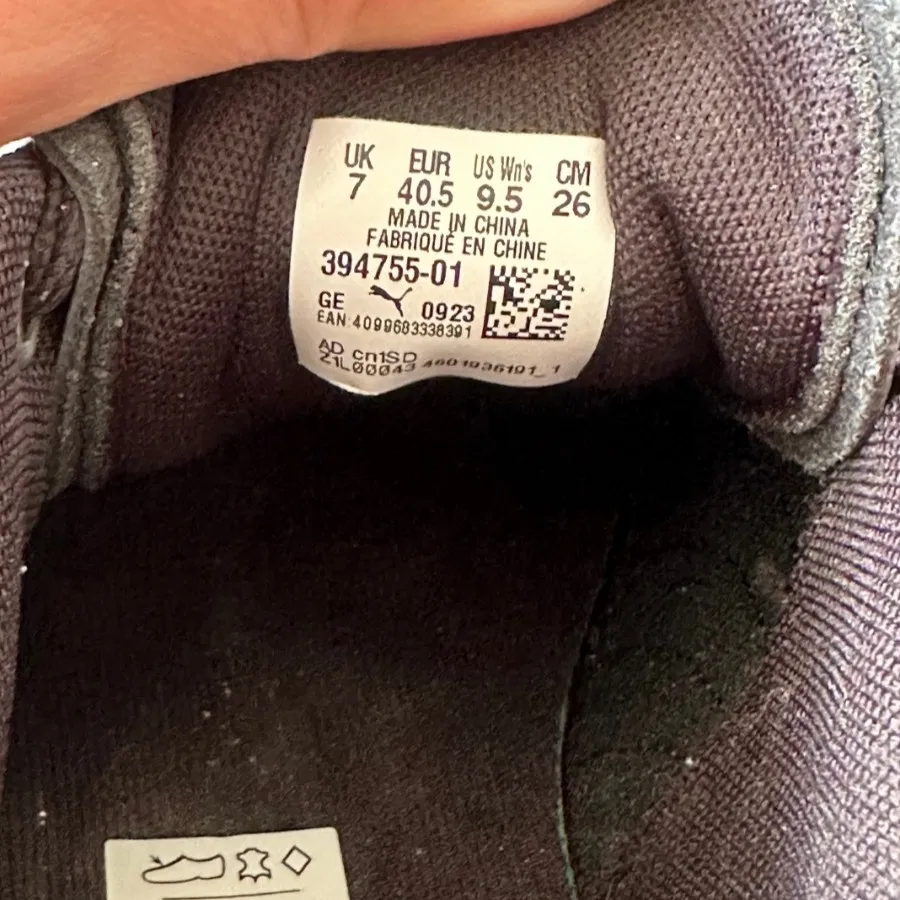 UK EUR US Wn's CM
7 40.5 9.5 26
MADE IN CHINA
FABRIQUÉ EN CHINE
394755-01
GE 0923
EAN:4099683338391
AD cn1SD
Z1L00043 4601936191_1